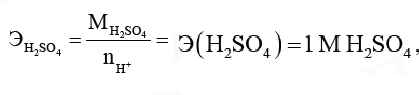 Э_{H₂SO₄} = M_{H₂SO₄} / n_{H⁺} = Э(H₂SO₄) = 1 M H₂SO₄,